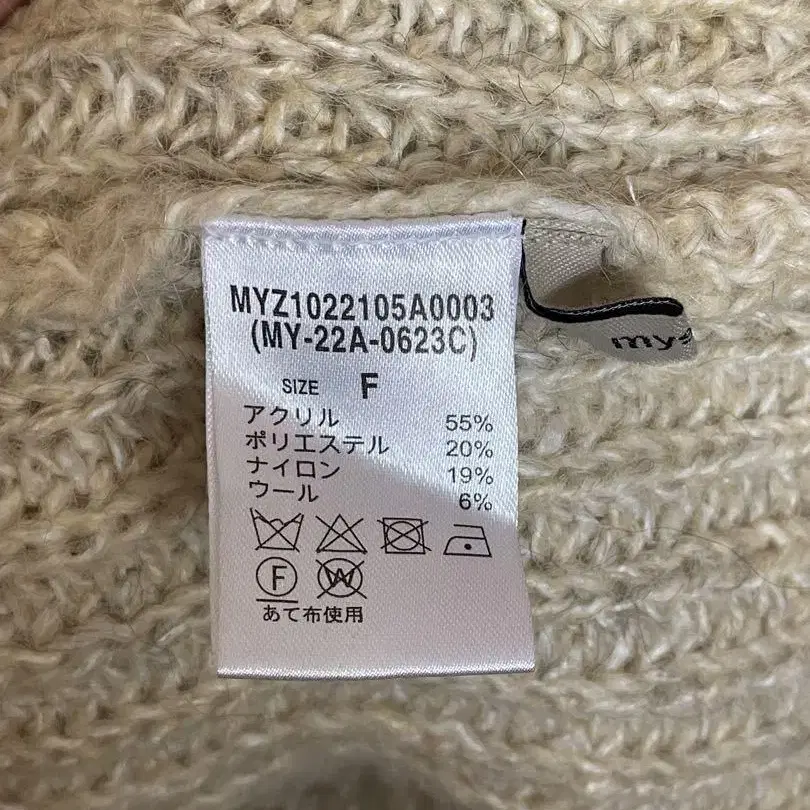 MYZ1022105A0003
(MY-22A-0623C)
SIZE F
アクリル 55%
ポリエステル 20%
ナイロン 19%
ウール 6%
F W
あて布使用